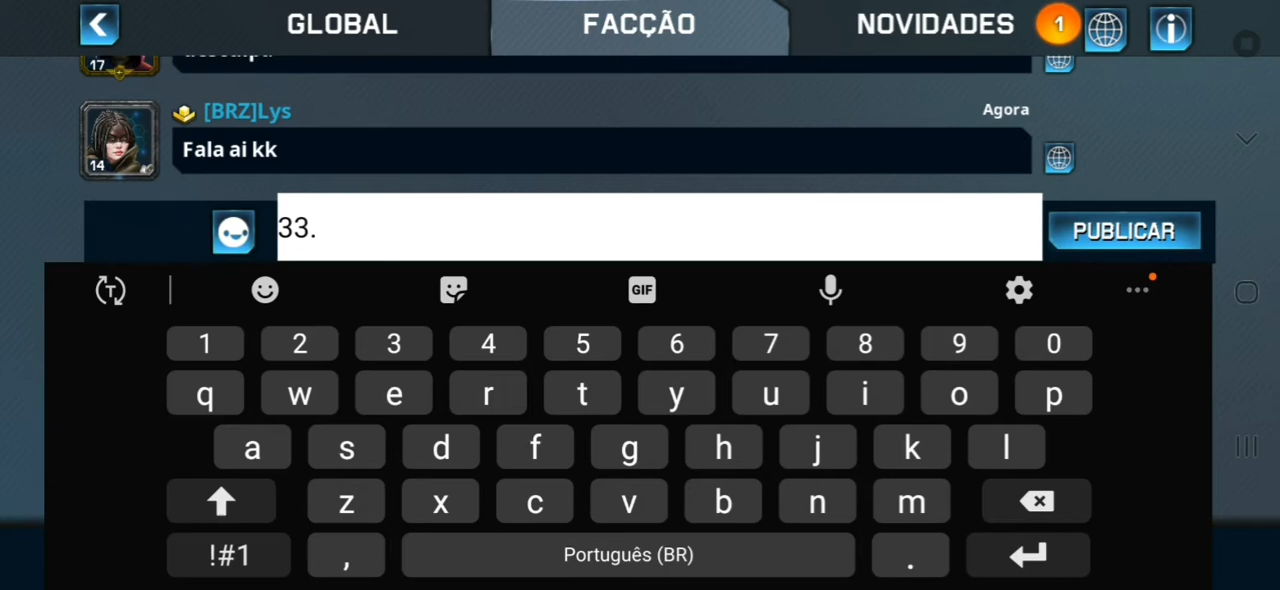 GLOBAL
FACÇÃO
NOVIDADES
1
17
[BRZ]Lys
Agora
14
Fala ai kk
33.
PUBLICAR
T
GIF
1 2 3 4 5 6 7 8 9 0
q w e r t y u i o p
a s d f g h j k l
z x c v b n m
!#1 , Português (BR) .